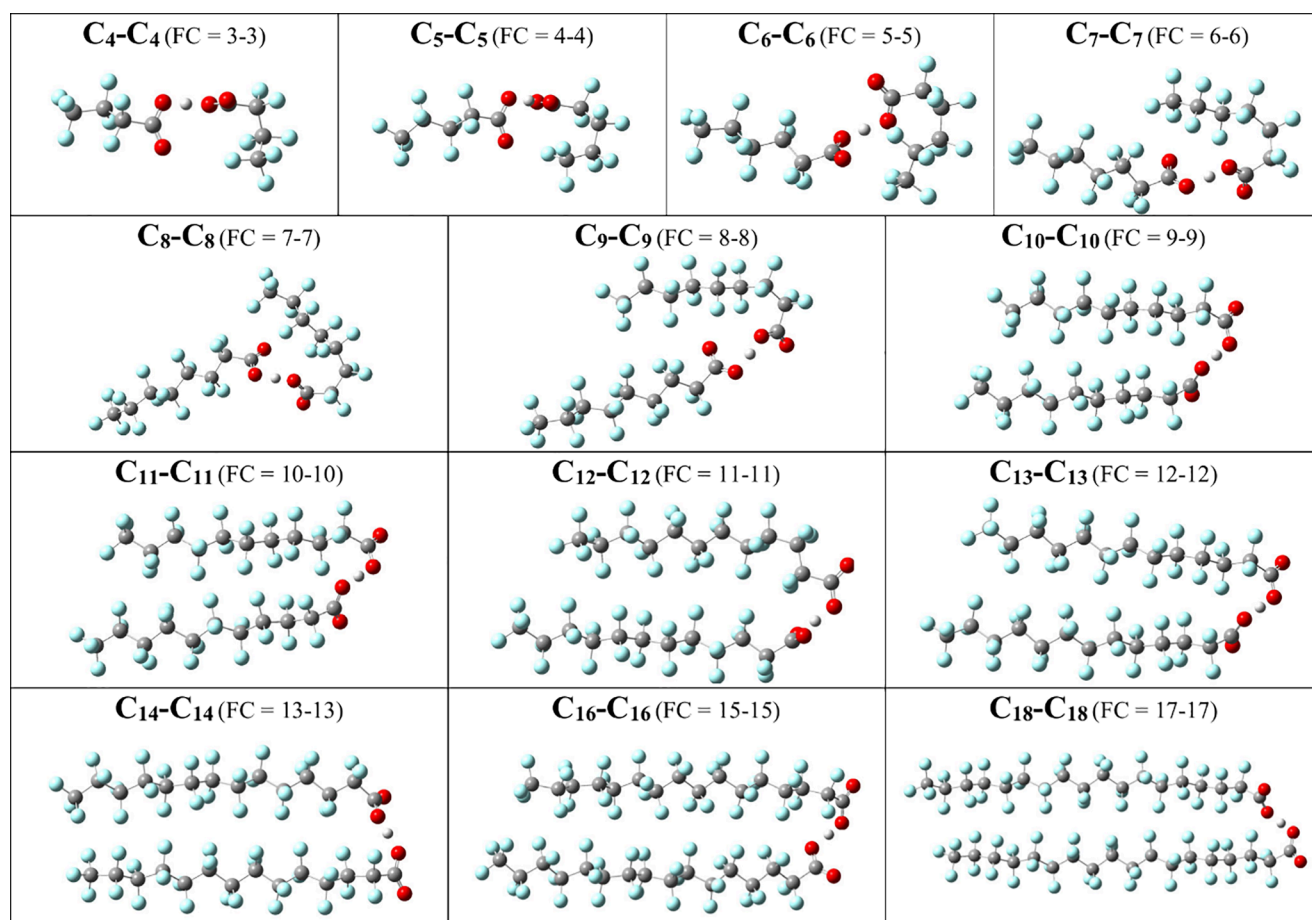 C₄-C₄ (FC = 3-3)
C₅-C₅ (FC = 4-4)
C₆-C₆ (FC = 5-5)
C₇-C₇ (FC = 6-6)
C₈-C₈ (FC = 7-7)
C₉-C₉ (FC = 8-8)
C₁₀-C₁₀ (FC = 9-9)
C₁₁-C₁₁ (FC = 10-10)
C₁₂-C₁₂ (FC = 11-11)
C₁₃-C₁₃ (FC = 12-12)
C₁₄-C₁₄ (FC = 13-13)
C₁₆-C₁₆ (FC = 15-15)
C₁₈-C₁₈ (FC = 17-17)